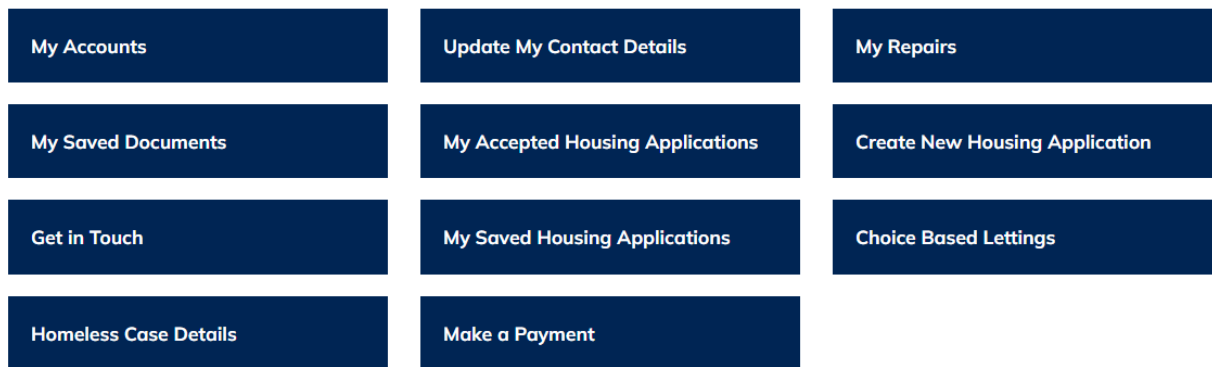 My Accounts
Update My Contact Details
My Repairs
My Saved Documents
My Accepted Housing Applications
Create New Housing Application
Get in Touch
My Saved Housing Applications
Choice Based Lettings
Homeless Case Details
Make a Payment